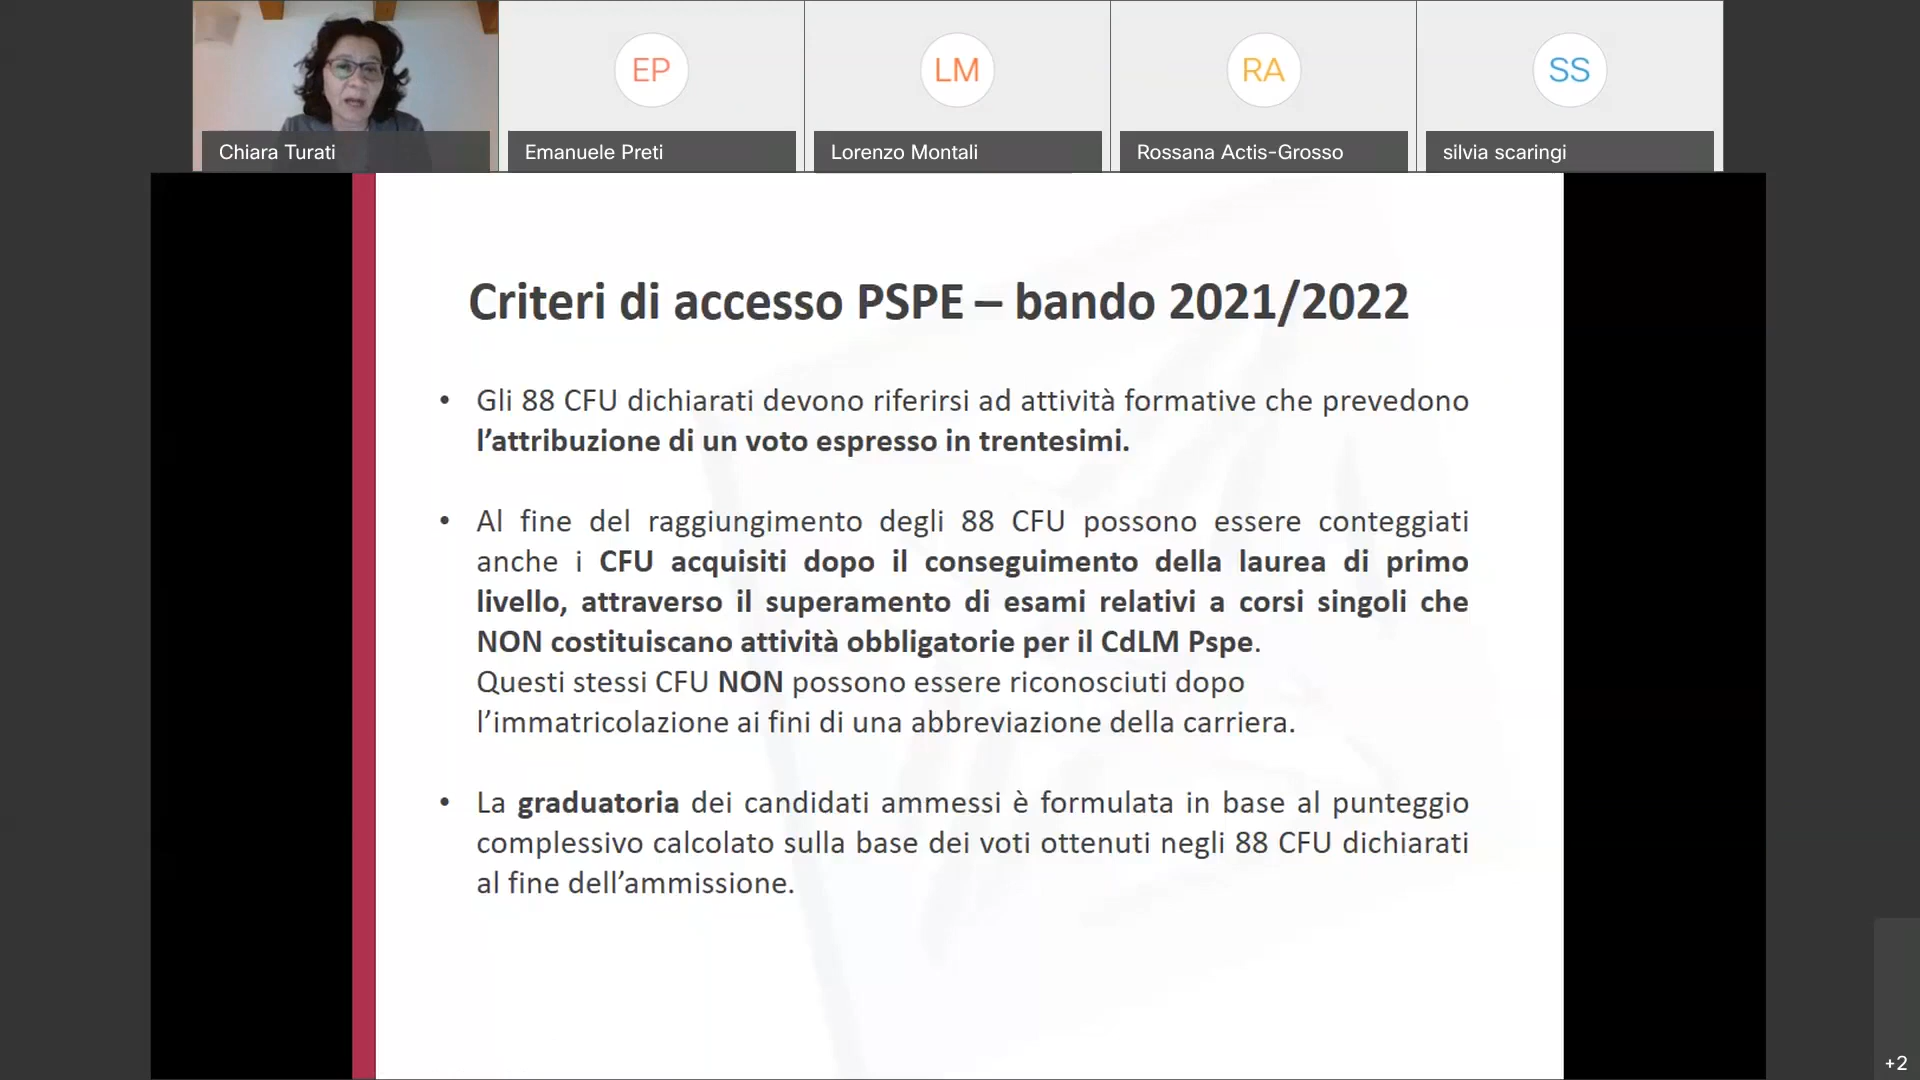 EP
LM
RA
SS
Chiara Turati
Emanuele Preti
Lorenzo Montali
Rossana Actis-Grosso
silvia scaringi
Criteri di accesso PSPE – bando 2021/2022
• Gli 88 CFU dichiarati devono riferirsi ad attività formative che prevedono
l’attribuzione di un voto espresso in trentesimi.
• Al fine del raggiungimento degli 88 CFU possono essere conteggiati
anche i CFU acquisiti dopo il conseguimento della laurea di primo
livello, attraverso il superamento di esami relativi a corsi singoli che
NON costituiscano attività obbligatorie per il CdLM Pspe.
Questi stessi CFU NON possono essere riconosciuti dopo
l’immatricolazione ai fini di una abbreviazione della carriera.
• La graduatoria dei candidati ammessi è formulata in base al punteggio
complessivo calcolato sulla base dei voti ottenuti negli 88 CFU dichiarati
al fine dell’ammissione.
+2